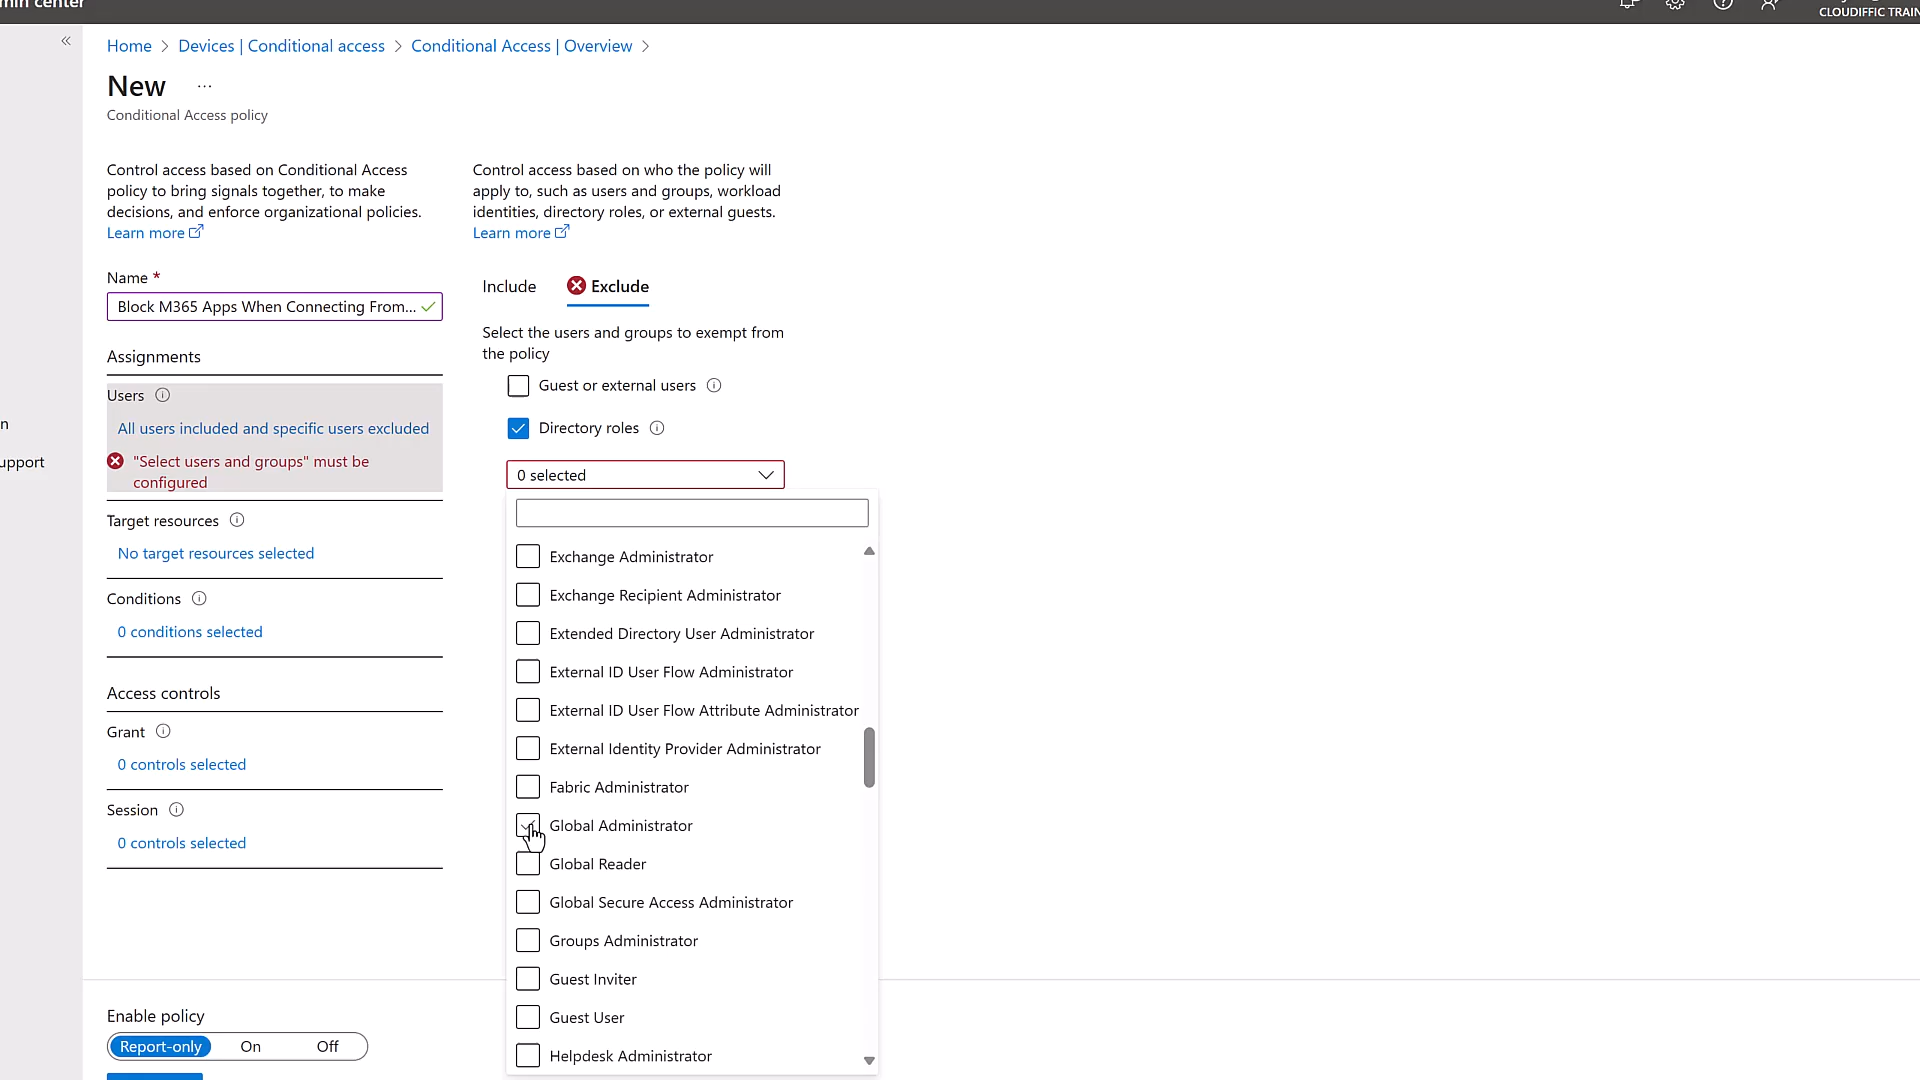 CLOUDIFFIC TRAIN
Home > Devices | Conditional access > Conditional Access | Overview >
New ...
Conditional Access policy
Control access based on Conditional Access
policy to bring signals together, to make
decisions, and enforce organizational policies.
Learn more
Name *
Block M365 Apps When Connecting From...
Assignments
Users
All users included and specific users excluded
"Select users and groups" must be
configured
Target resources
No target resources selected
Conditions
0 conditions selected
Access controls
Grant
0 controls selected
Session
0 controls selected
Enable policy
Report-only On Off
Control access based on who the policy will
apply to, such as users and groups, workload
identities, directory roles, or external guests.
Learn more
Include Exclude
Select the users and groups to exempt from
the policy
Guest or external users
Directory roles
0 selected
Exchange Administrator
Exchange Recipient Administrator
Extended Directory User Administrator
External ID User Flow Administrator
External ID User Flow Attribute Administrator
External Identity Provider Administrator
Fabric Administrator
Global Administrator
Global Reader
Global Secure Access Administrator
Groups Administrator
Guest Inviter
Guest User
Helpdesk Administrator
n
upport